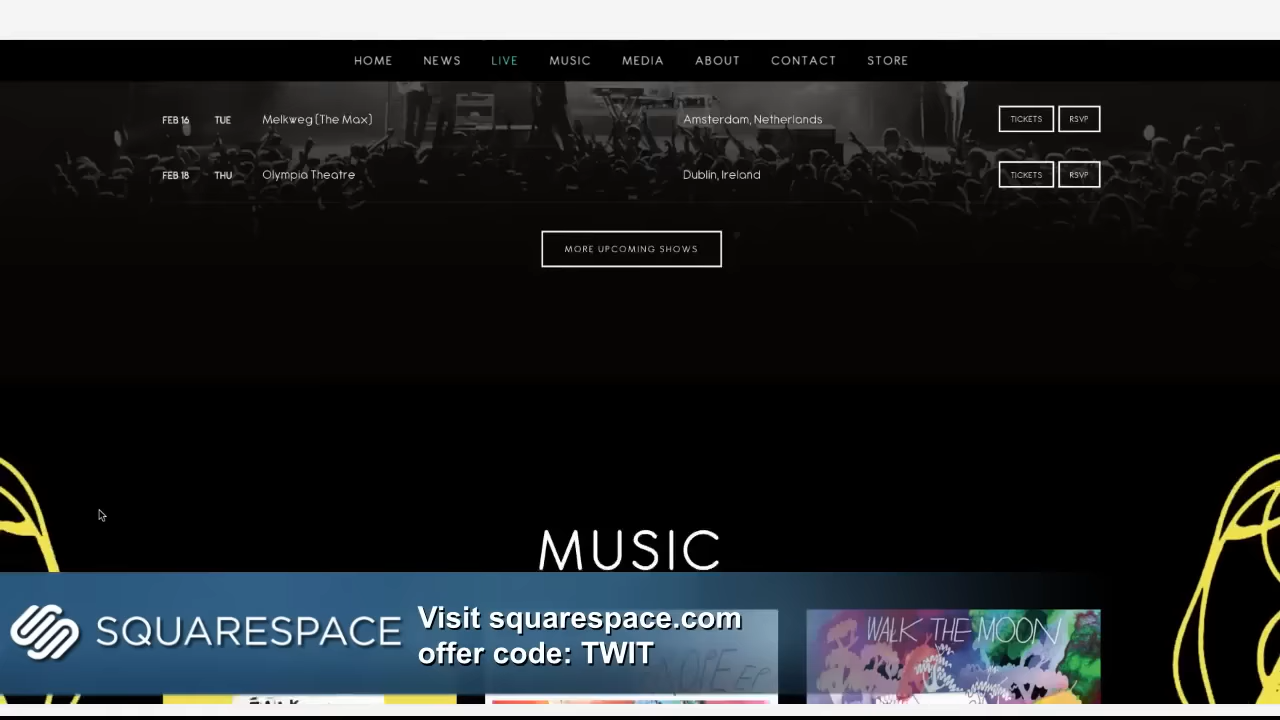 HOME NEWS LIVE MUSIC MEDIA ABOUT CONTACT STORE
FEB 16 TUE Melkweg (The Max) Amsterdam, Netherlands TICKETS RSVP
FEB 18 THU Olympia Theatre Dublin, Ireland TICKETS RSVP
MORE UPCOMING SHOWS
MUSIC
SQUARESPACE
Visit squarespace.com
offer code: TWIT
WALK THE MOON